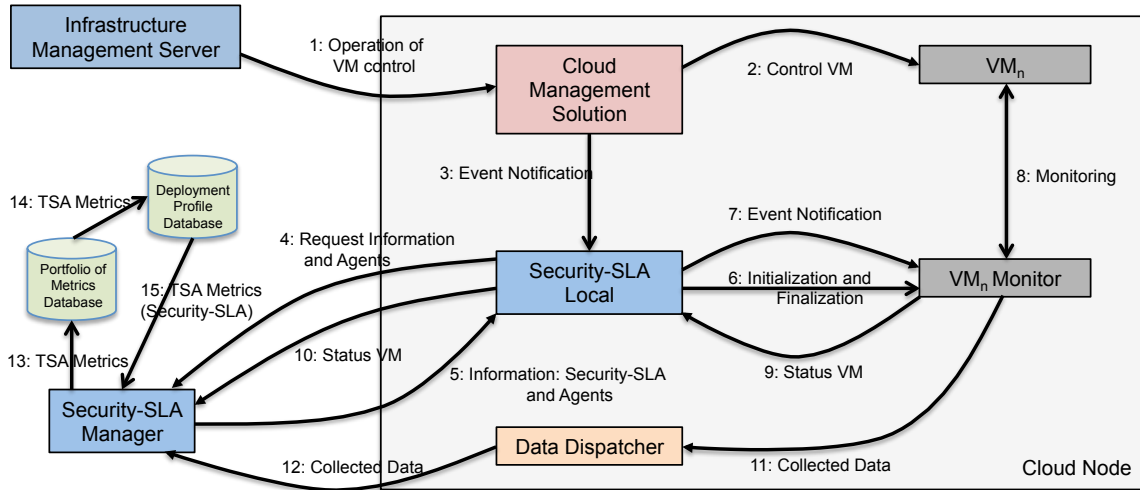 Infrastructure
Management Server
1: Operation of
VM control
Cloud
Management
Solution
2: Control VM
VMn
3: Event Notification
8: Monitoring
14: TSA Metrics
Deployment
Profile
Database
Portfolio of
Metrics
Database
15: TSA Metrics
(Security-SLA)
13: TSA Metrics
4: Request Information
and Agents
Security-SLA
Local
7: Event Notification
6: Initialization and
Finalization
VMn Monitor
10: Status VM
9: Status VM
5: Information: Security-SLA
and Agents
Security-SLA
Manager
Data Dispatcher
12: Collected Data
11: Collected Data
Cloud Node